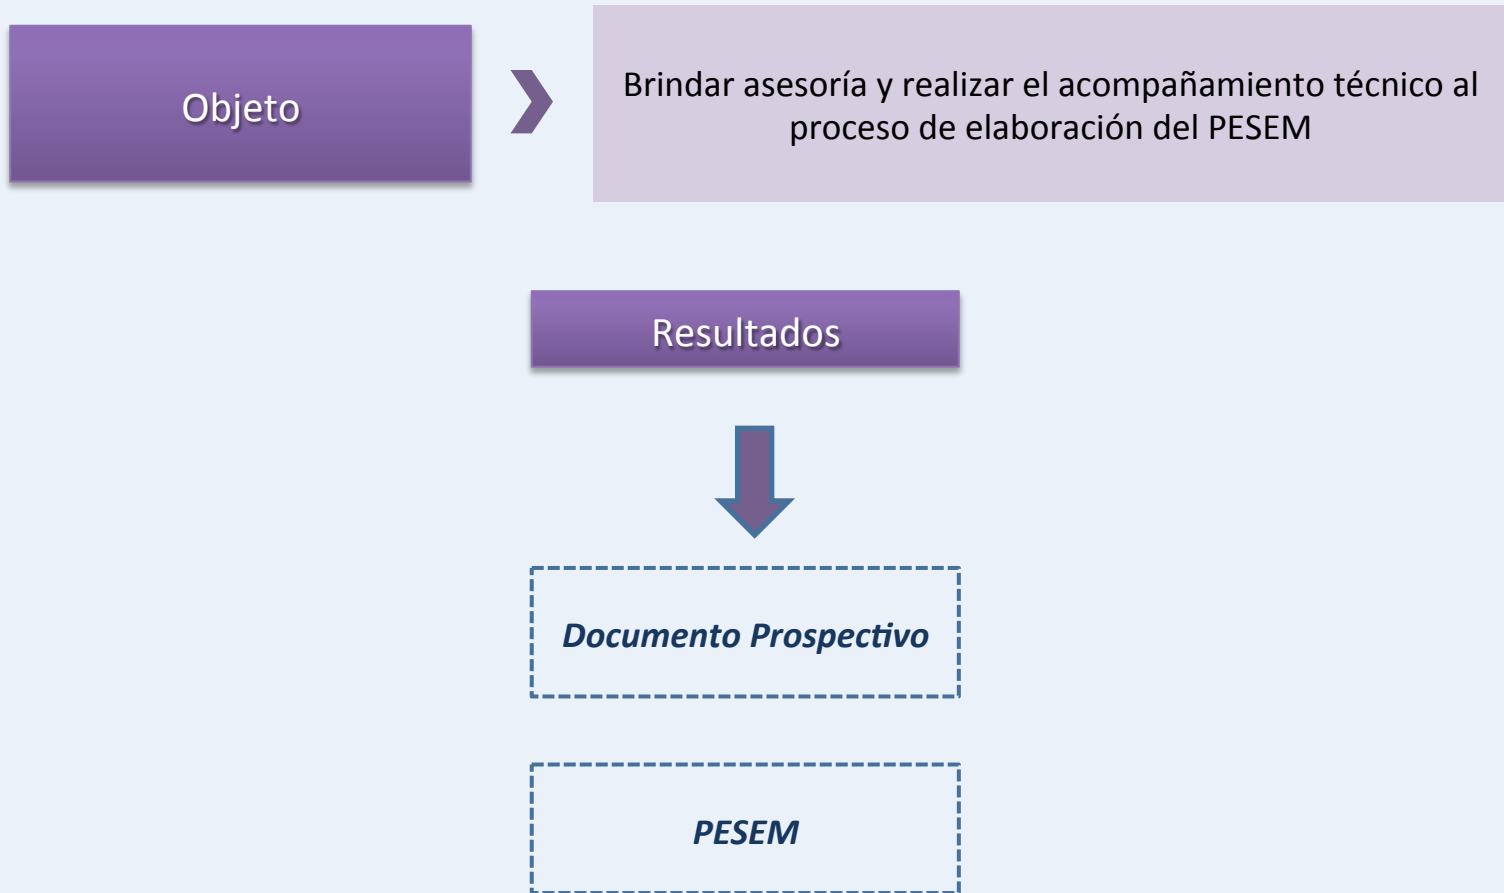 Objeto
Brindar asesoría y realizar el acompañamiento técnico al
proceso de elaboración del PESEM
Resultados
Documento Prospectivo
PESEM